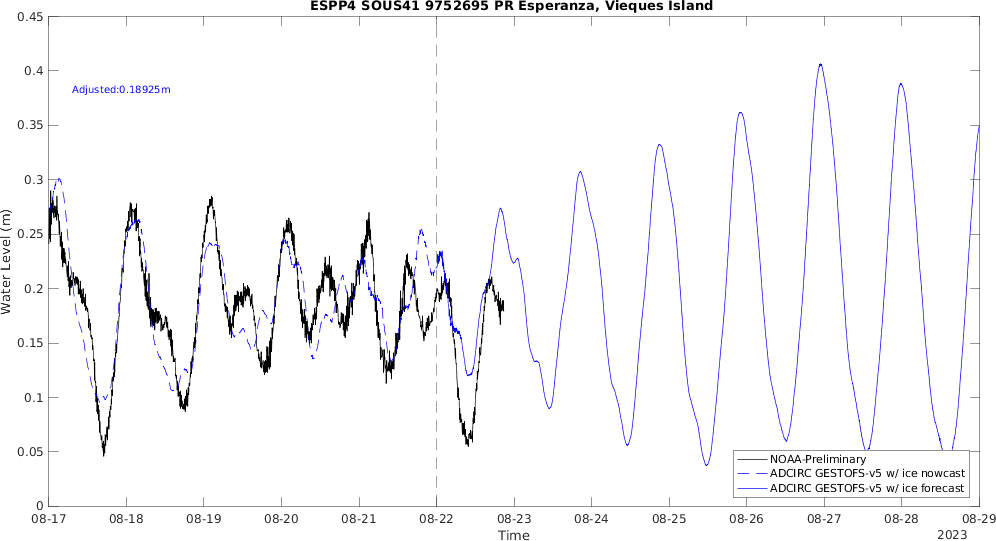 ESPP4 SOUS41 9752695 PR Esperanza, Vieques Island
0.45
0.4
0.35
0.3
0.25
0.2
0.15
0.1
0.05
0
Water Level (m)
Adjusted:0.18925m
NOAA-Preliminary
ADCIRC GESTOFS-v5 w/ ice nowcast
ADCIRC GESTOFS-v5 w/ ice forecast
08-17 08-18 08-19 08-20 08-21 08-22 08-23 08-24 08-25 08-26 08-27 08-28 08-29
Time
2023